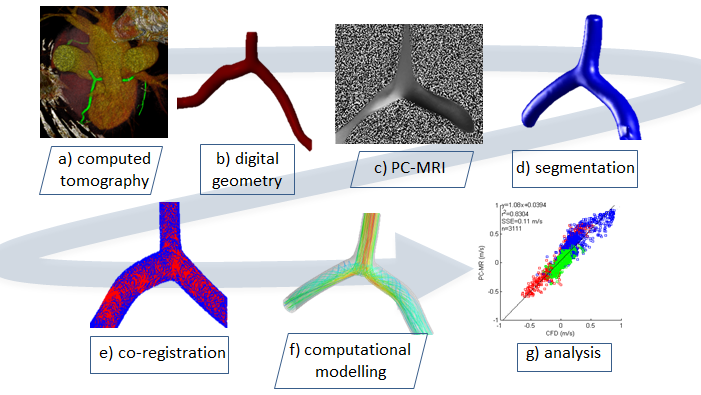 a) computed
tomography
b) digital
geometry
c) PC-MRI
d) segmentation
e) co-registration
f) computational
modelling
y=1.08x+0.0394
r²=0.8304
SSE=0.11 m/s
n=3111
PC-MR (m/s)
1
0.5
0
-0.5
-1
-1
-0.5
0
0.5
1
CFD (m/s)
g) analysis